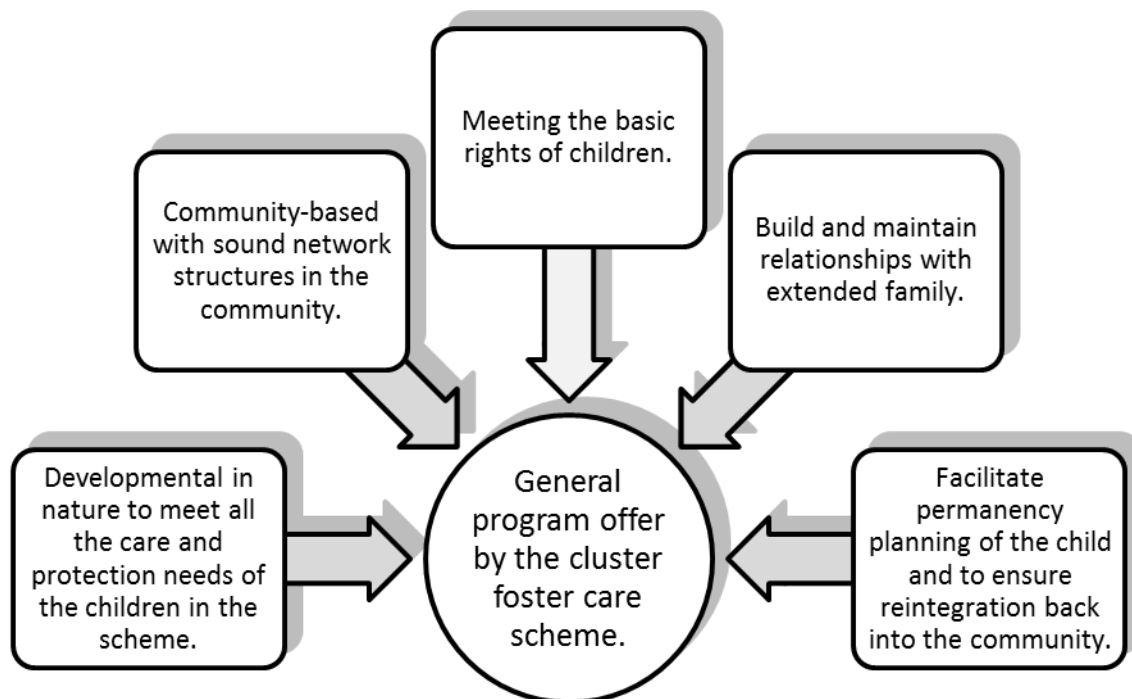 Meeting the basic
rights of children.
Community-based
with sound network
structures in the
community.
Build and maintain
relationships with
extended family.
Developmental in
nature to meet all
the care and
protection needs of
the children in the
scheme.
General
program offer
by the cluster
foster care
scheme.
Facilitate
permanency
planning of the child
and to ensure
reintegration back
into the community.